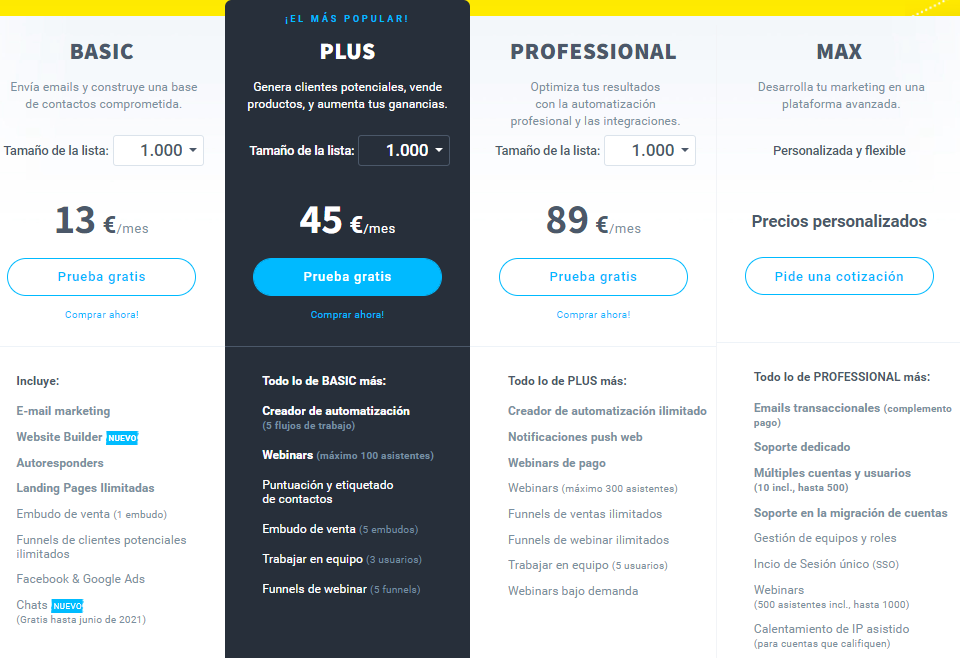 BASIC
Envía emails y construye una base
de contactos comprometida.
Tamaño de la lista: 1.000
13 €/mes
Prueba gratis
Comprar ahora!
Incluye:
E-mail marketing
Website Builder NUEVO
Autoresponders
Landing Pages Ilimitadas
Embudo de venta (1 embudo)
Funnels de clientes potenciales
ilimitados
Facebook & Google Ads
Chats NUEVO
(Gratis hasta junio de 2021)
¡EL MÁS POPULAR!
PLUS
Genera clientes potenciales, vende
productos, y aumenta tus ganancias.
Tamaño de la lista: 1.000
45 €/mes
Prueba gratis
Comprar ahora!
Todo lo de BASIC más:
Creador de automatización
(5 flujos de trabajo)
Webinars (máximo 100 asistentes)
Puntuación y etiquetado
de contactos
Embudo de venta (5 embudos)
Trabajar en equipo (3 usuarios)
Funnels de webinar (5 funnels)
PROFESSIONAL
Optimiza tus resultados
con la automatización
profesional y las integraciones.
Tamaño de la lista: 1.000
89 €/mes
Prueba gratis
Comprar ahora!
Todo lo de PLUS más:
Creador de automatización ilimitado
Notificaciones push web
Webinars de pago
Webinars (máximo 300 asistentes)
Funnels de ventas ilimitados
Funnels de webinar ilimitados
Trabajar en equipo (5 usuarios)
Webinars bajo demanda
MAX
Desarrolla tu marketing en una
plataforma avanzada.
Personalizada y flexible
Precios personalizados
Pide una cotización
Todo lo de PROFESSIONAL más:
Emails transaccionales (complemento
pago)
Soporte dedicado
Múltiples cuentas y usuarios
(10 incl., hasta 500)
Soporte en la migración de cuentas
Gestión de equipos y roles
Incio de Sesión único (SSO)
Webinars
(500 asistentes incl., hasta 1000)
Calentamiento de IP asistido
(para cuentas que califiquen)